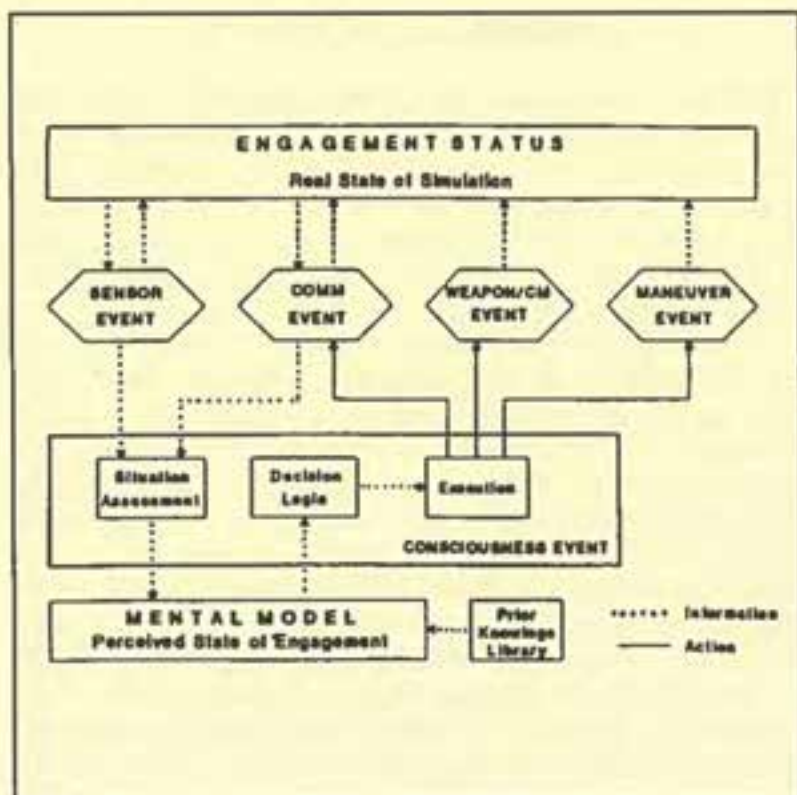 ENGAGEMENT STATUS
Real State of Simulation
SENSOR
EVENT
COMM
EVENT
WEAPON/CM
EVENT
MANEUVER
EVENT
Situation
Assessment
Decision
Logic
Execution
CONSCIOUSNESS EVENT
MENTAL MODEL
Perceived State of Engagement
Prior
Knowledge
Library
Information
Action